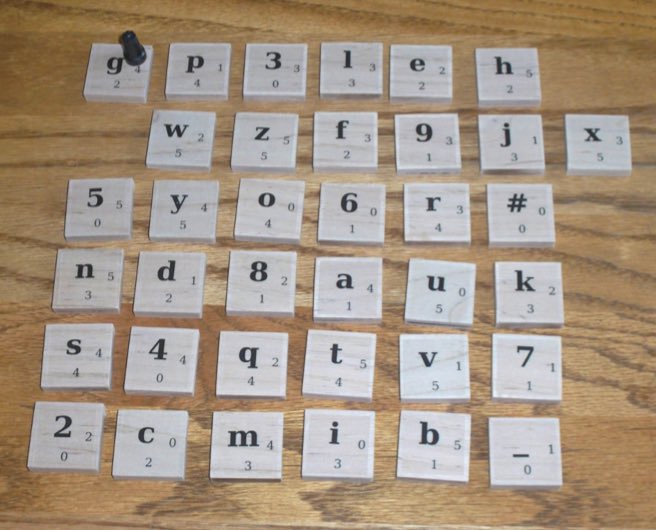 g 4 2 p 1 4 3 3 0 l 3 3 e 2 2 h 5 2
w 2 5 z 5 5 f 3 2 9 3 1 j 1 3 x 3 5
5 5 0 y 4 5 o 0 4 6 0 1 r 3 4 # 0 0
n 5 3 d 1 2 8 2 1 a 4 1 u 0 5 k 2 3
s 4 4 4 4 0 q 2 4 t 5 4 v 1 5 7 1 1
2 2 0 c 0 2 m 4 3 i 0 3 b 5 1 _ 1 0